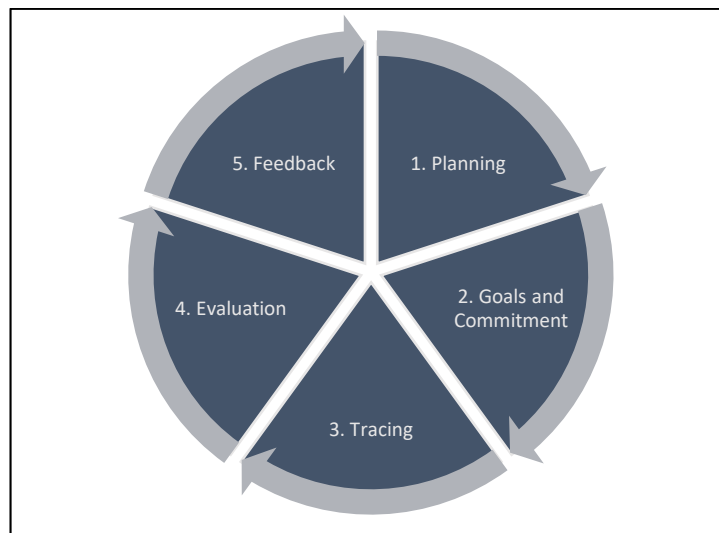 1. Planning
2. Goals and
Commitment
3. Tracing
4. Evaluation
5. Feedback